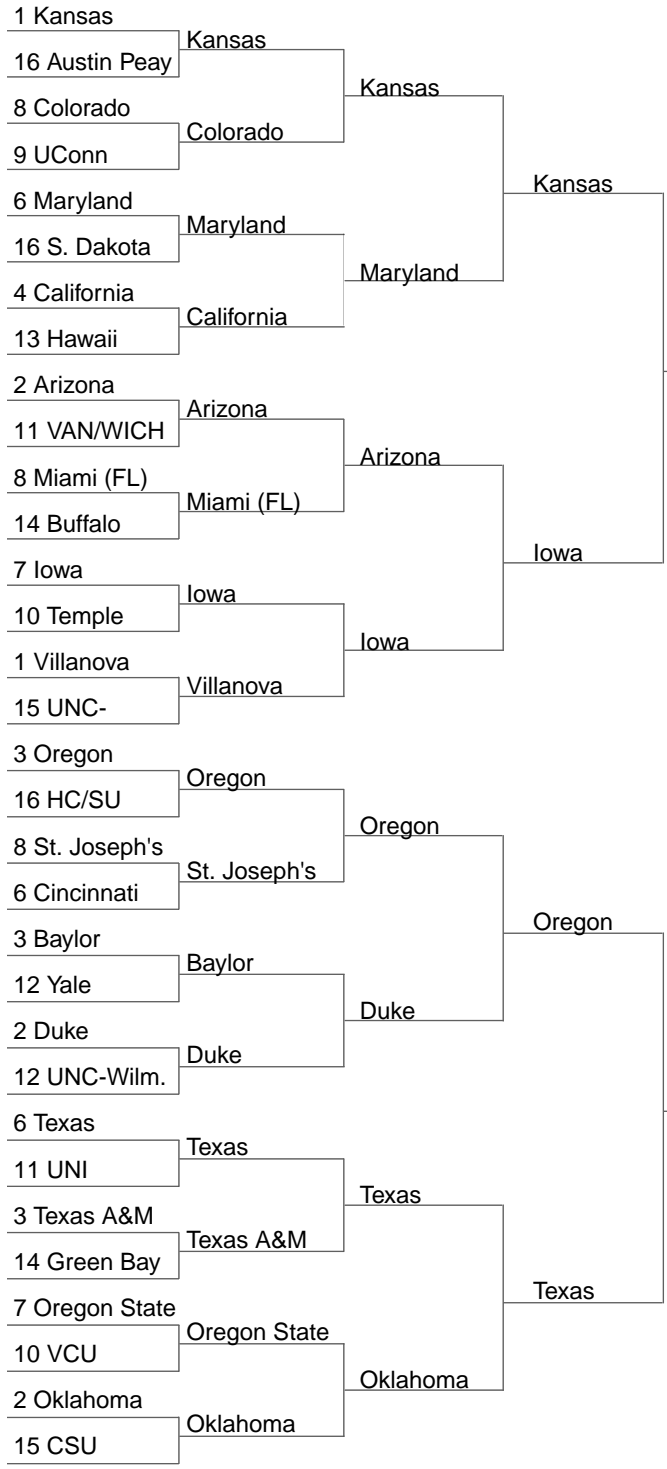 1 Kansas
16 Austin Peay
8 Colorado
9 UConn
6 Maryland
16 S. Dakota
4 California
13 Hawaii
2 Arizona
11 VAN/WICH
8 Miami (FL)
14 Buffalo
7 Iowa
10 Temple
1 Villanova
15 UNC-
3 Oregon
16 HC/SU
8 St. Joseph's
6 Cincinnati
3 Baylor
12 Yale
2 Duke
12 UNC-Wilm.
6 Texas
11 UNI
3 Texas A&M
14 Green Bay
7 Oregon State
10 VCU
2 Oklahoma
15 CSU
Kansas
Colorado
Maryland
California
Arizona
Miami (FL)
Iowa
Villanova
Oregon
St. Joseph's
Baylor
Duke
Texas
Texas A&M
Oregon State
Oklahoma
Kansas
Maryland
Arizona
Iowa
Oregon
Duke
Texas
Oklahoma
Kansas
Iowa
Oregon
Texas